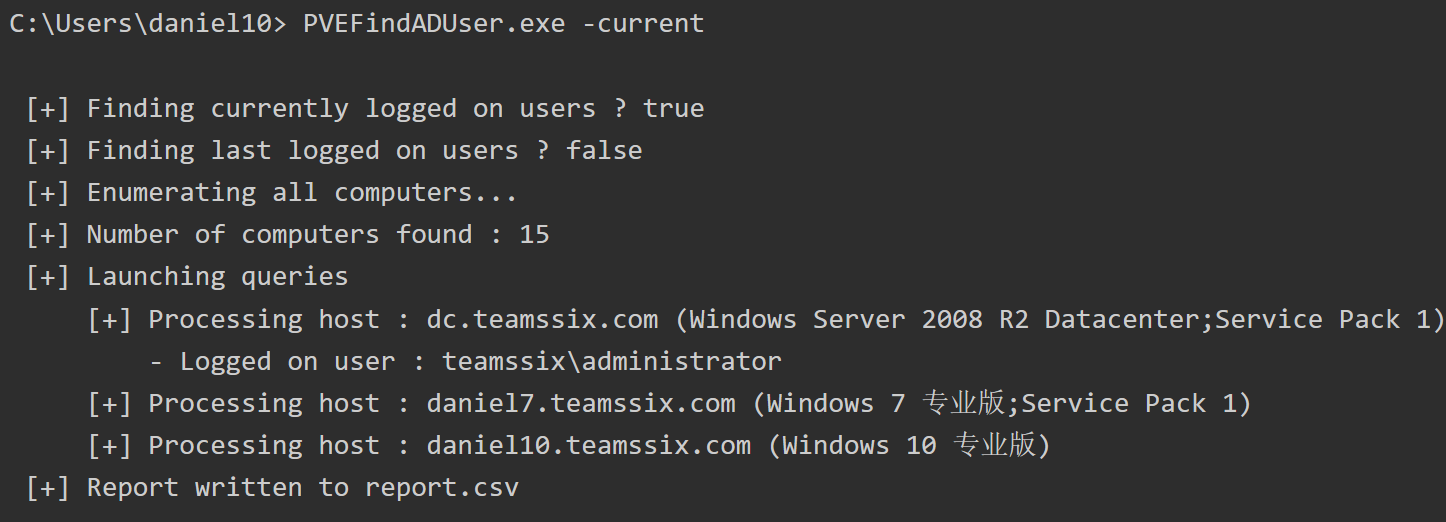 C:\Users\daniel10> PVEFindADUser.exe -current
[+] Finding currently logged on users ? true
[+] Finding last logged on users ? false
[+] Enumerating all computers...
[+] Number of computers found : 15
[+] Launching queries
[+] Processing host : dc.teamssix.com (Windows Server 2008 R2 Datacenter;Service Pack 1)
- Logged on user : teamssix\administrator
[+] Processing host : daniel7.teamssix.com (Windows 7 专业版;Service Pack 1)
[+] Processing host : daniel10.teamssix.com (Windows 10 专业版)
[+] Report written to report.csv